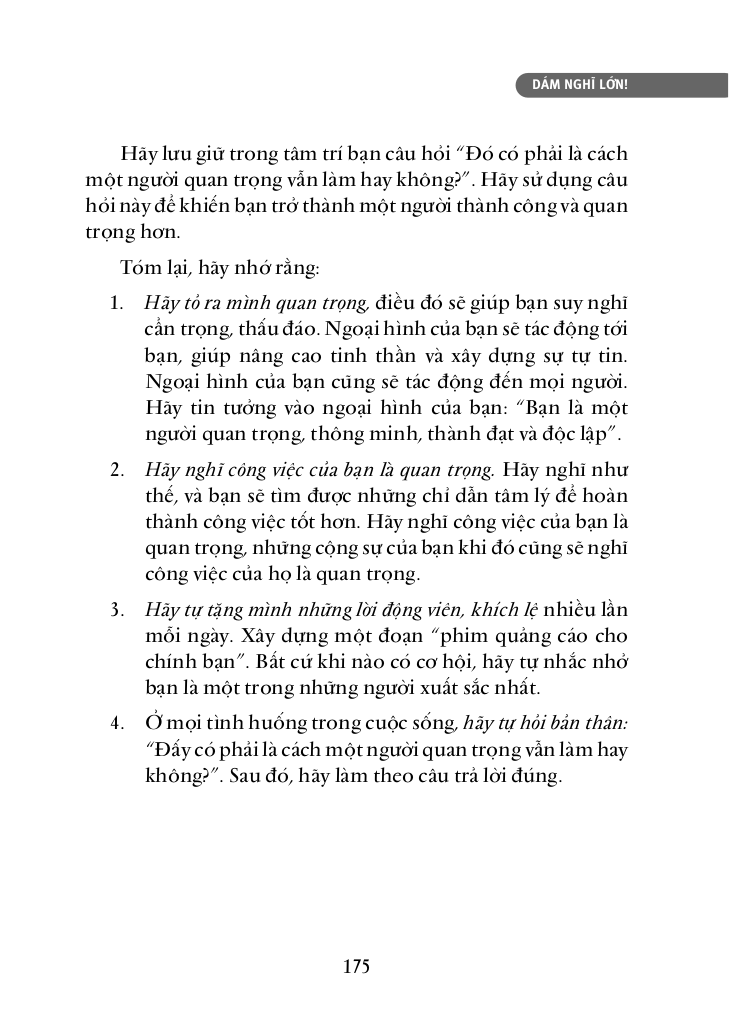 DÁM NGHĨ LỚN!
Hãy lưu giữ trong tâm trí bạn câu hỏi “Đó có phải là cách
một người quan trọng vẫn làm hay không?”. Hãy sử dụng câu
hỏi này để khiến bạn trở thành một người thành công và quan
trọng hơn.
Tóm lại, hãy nhớ rằng:
1. Hãy tỏ ra mình quan trọng, điều đó sẽ giúp bạn suy nghĩ
cẩn trọng, thấu đáo. Ngoại hình của bạn sẽ tác động tới
bạn, giúp nâng cao tinh thần và xây dựng sự tự tin.
Ngoại hình của bạn cũng sẽ tác động đến mọi người.
Hãy tin tưởng vào ngoại hình của bạn: “Bạn là một
người quan trọng, thông minh, thành đạt và độc lập”.
2. Hãy nghĩ công việc của bạn là quan trọng. Hãy nghĩ như
thế, và bạn sẽ tìm được những chỉ dẫn tâm lý để hoàn
thành công việc tốt hơn. Hãy nghĩ công việc của bạn là
quan trọng, những cộng sự của bạn khi đó cũng sẽ nghĩ
công việc của họ là quan trọng.
3. Hãy tự tặng mình những lời động viên, khích lệ nhiều lần
mỗi ngày. Xây dựng một đoạn “phim quảng cáo cho
chính bạn”. Bất cứ khi nào có cơ hội, hãy tự nhắc nhở
bạn là một trong những người xuất sắc nhất.
4. Ở mọi tình huống trong cuộc sống, hãy tự hỏi bản thân:
“Đấy có phải là cách một người quan trọng vẫn làm hay
không?”. Sau đó, hãy làm theo câu trả lời đúng.
175